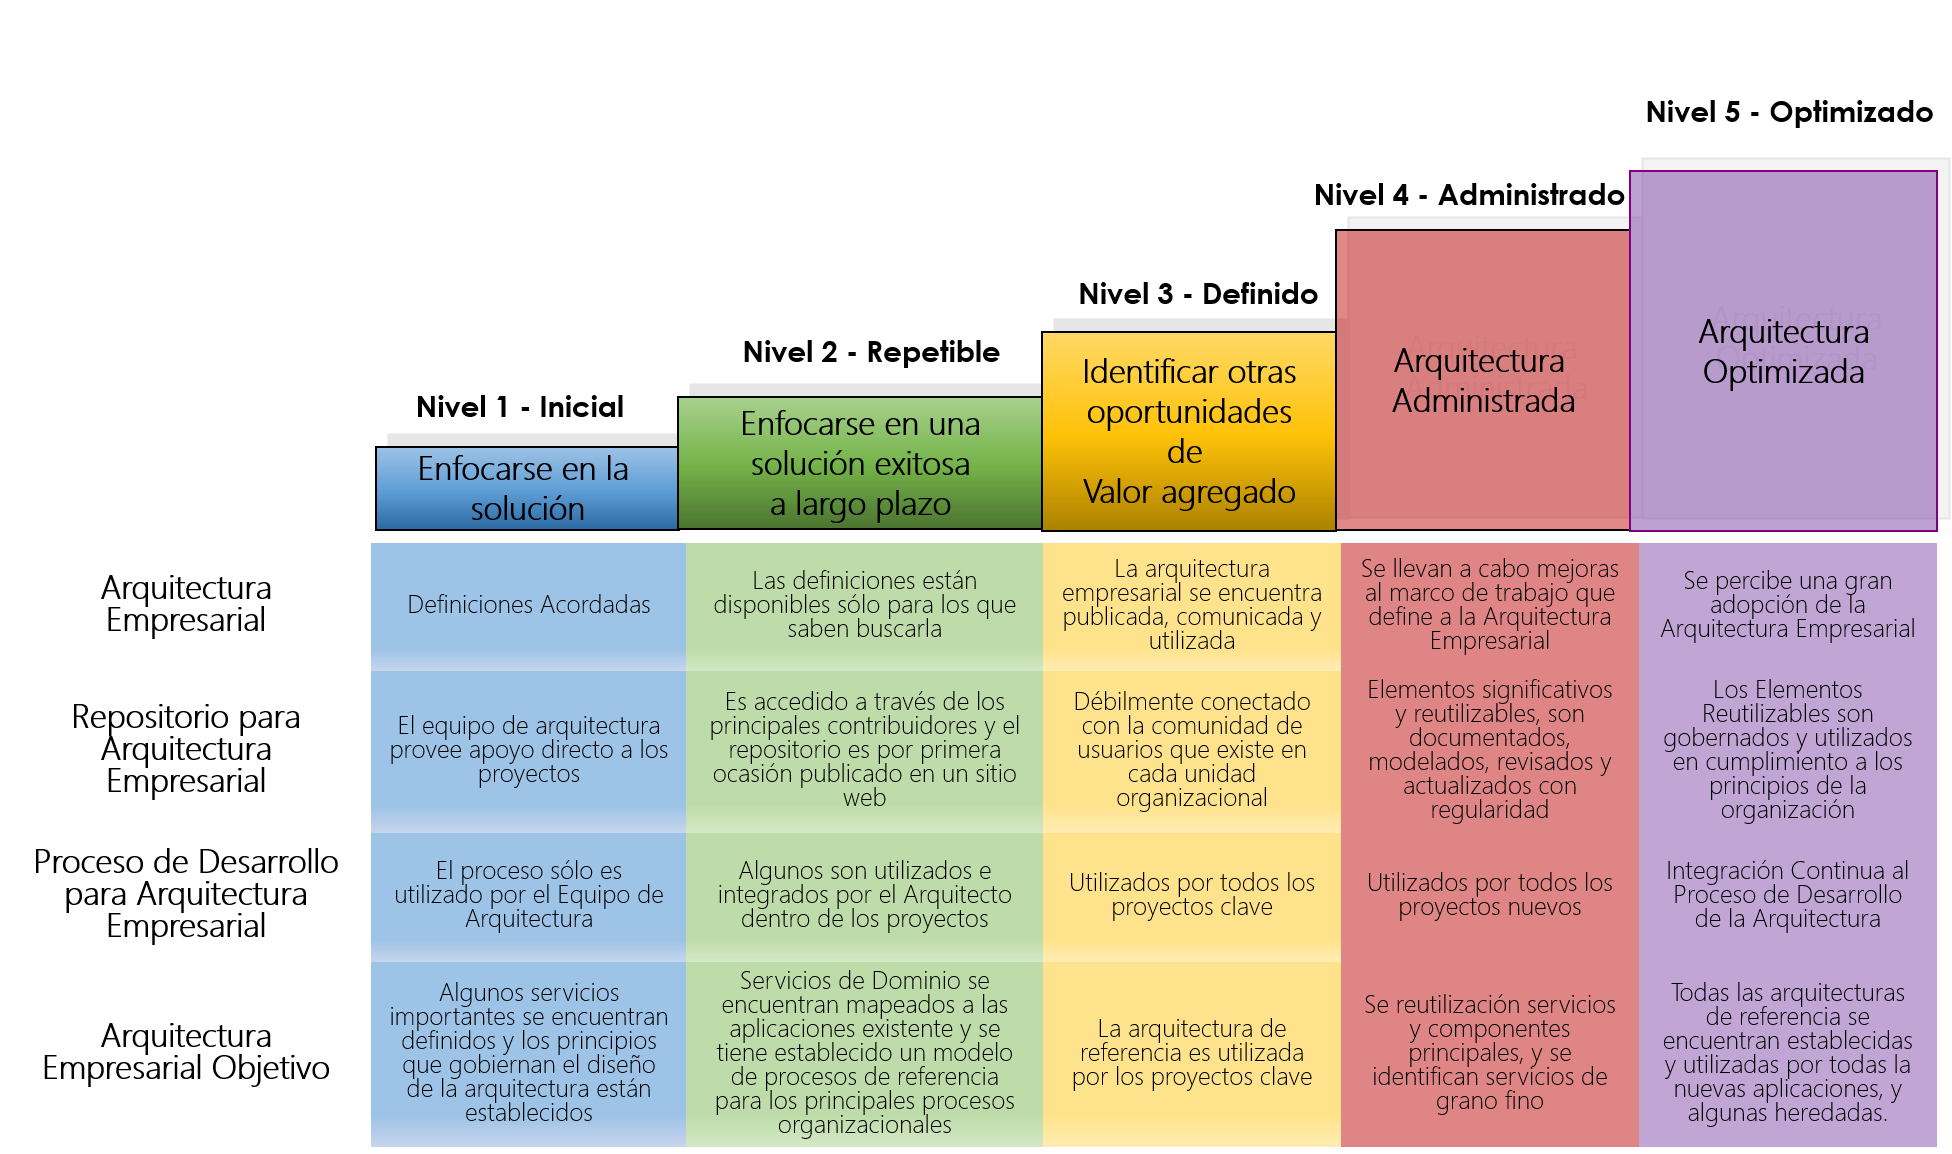 Nivel 5 - Optimizado
Nivel 4 - Administrado
Nivel 3 - Definido
Nivel 2 - Repetible
Nivel 1 - Inicial
Enfocarse en la
solución
Enfocarse en una
solución exitosa
a largo plazo
Identificar otras
oportunidades
de
Valor agregado
Arquitectura
Administrada
Arquitectura
Optimizada
Arquitectura
Empresarial
Definiciones Acordadas
Las definiciones están
disponibles sólo para los que
saben buscarla
La arquitectura
empresarial se encuentra
publicada, comunicada y
utilizada
Se llevan a cabo mejoras
al marco de trabajo que
define a la Arquitectura
Empresarial
Se percibe una gran
adopción de la
Arquitectura Empresarial
Repositorio para
Arquitectura
Empresarial
El equipo de arquitectura
provee apoyo directo a los
proyectos
Es accedido a través de los
principales contribuidores y el
repositorio es por primera
ocasión publicado en un sitio
web
Débilmente conectado
con la comunidad de
usuarios que existe en
cada unidad
organizacional
Elementos significativos
y reutilizables, son
documentados,
modelados, revisados y
actualizados con
regularidad
Los Elementos
Reutilizables son
gobernados y utilizados
en cumplimiento a los
principios de la
organización
Proceso de Desarrollo
para Arquitectura
Empresarial
El proceso sólo es
utilizado por el Equipo de
Arquitectura
Algunos son utilizados e
integrados por el Arquitecto
dentro de los proyectos
Utilizados por todos los
proyectos clave
Utilizados por todos los
proyectos nuevos
Integración Continua al
Proceso de Desarrollo
de la Arquitectura
Arquitectura
Empresarial Objetivo
Algunos servicios
importantes se encuentran
definidos y los principios
que gobiernan el diseño
de la arquitectura están
establecidos
Servicios de Dominio se
encuentran mapeados a las
aplicaciones existente y se
tiene establecido un modelo
de procesos de referencia
para los principales procesos
organizacionales
La arquitectura de
referencia es utilizada
por los proyectos clave
Se reutilización servicios
y componentes
principales, y se
identifican servicios de
grano fino
Todas las arquitecturas
de referencia se
encuentran establecidas
y utilizadas por todas la
nuevas aplicaciones, y
algunas heredadas.